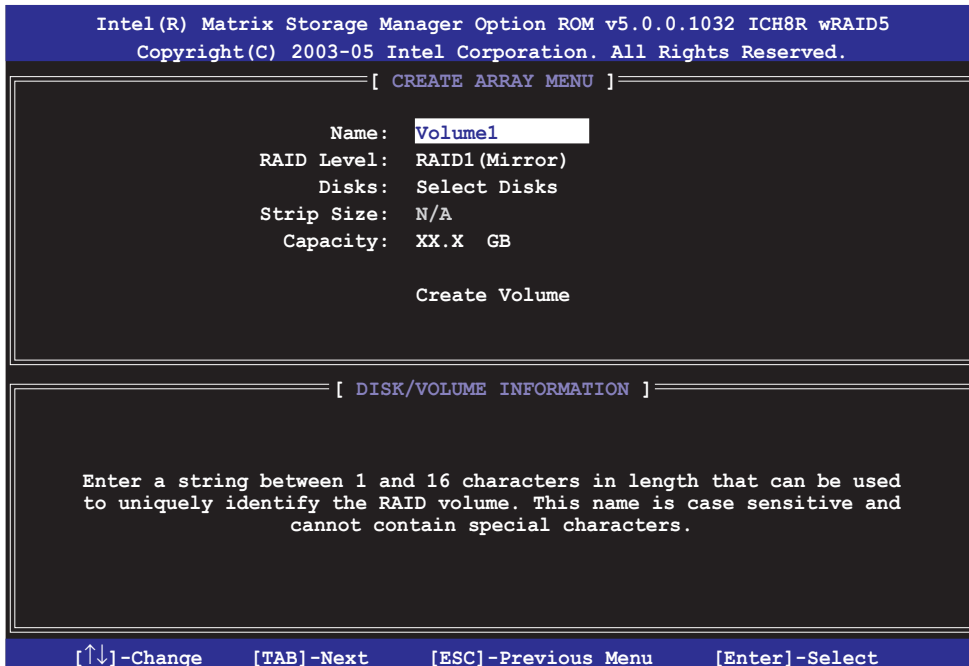 Intel(R) Matrix Storage Manager Option ROM v5.0.0.1032 ICH8R wRAID5
Copyright(C) 2003-05 Intel Corporation. All Rights Reserved.
[ CREATE ARRAY MENU ]
Name: Volume1
RAID Level: RAID1(Mirror)
Disks: Select Disks
Strip Size: N/A
Capacity: XX.X GB
Create Volume
[ DISK/VOLUME INFORMATION ]
Enter a string between 1 and 16 characters in length that can be used
to uniquely identify the RAID volume. This name is case sensitive and
cannot contain special characters.
[↑↓]-Change [TAB]-Next [ESC]-Previous Menu [Enter]-Select